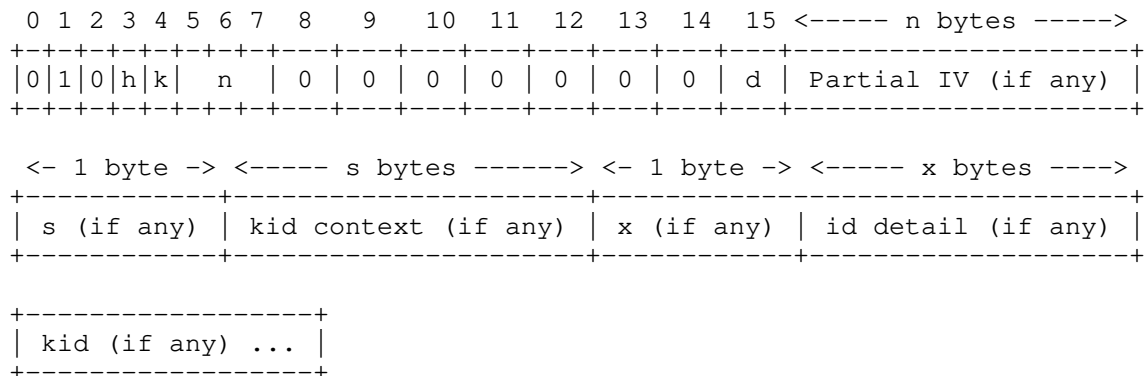 0 1 2 3 4 5 6 7  8   9   10  11  12  13  14  15 <----- n bytes ----->
+-+-+-+-+-+-+-+-+---+---+---+---+---+---+---+---+---------------------+
|0|1|0|h|k|  n  | 0 | 0 | 0 | 0 | 0 | 0 | 0 | d | Partial IV (if any) |
+-+-+-+-+-+-+-+-+---+---+---+---+---+---+---+---+---------------------+
 <- 1 byte -> <----- s bytes ------> <- 1 byte -> <----- x bytes ---->
+------------+----------------------+------------+--------------------+
| s (if any) | kid context (if any) | x (if any) | id detail (if any) |
+------------+----------------------+------------+--------------------+
+------------------+
| kid (if any) ... |
+------------------+